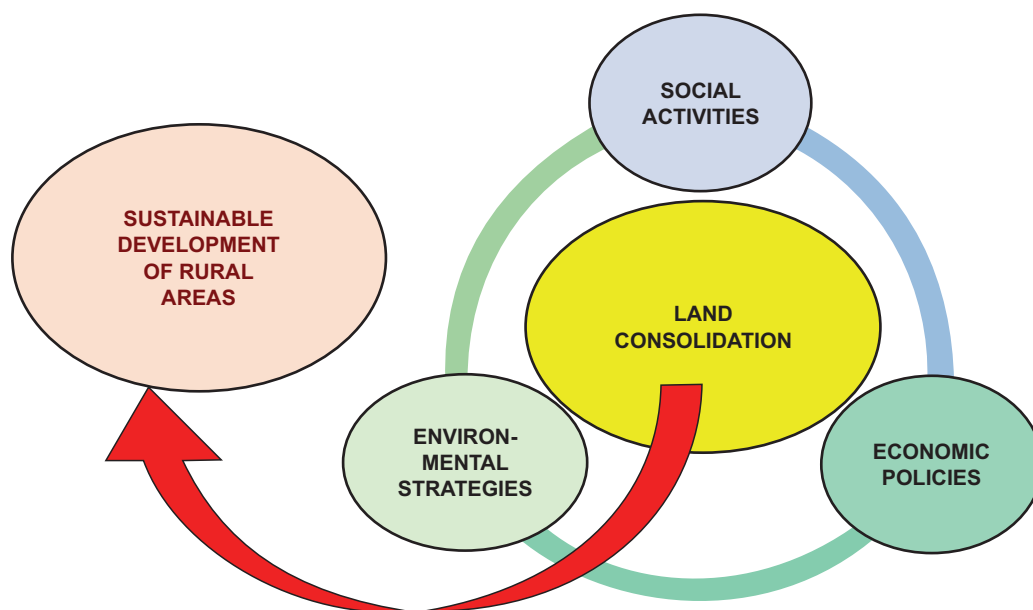 SOCIAL
ACTIVITIES
SUSTAINABLE
DEVELOPMENT
OF RURAL
AREAS
LAND
CONSOLIDATION
ENVIRON-
MENTAL
STRATEGIES
ECONOMIC
POLICIES